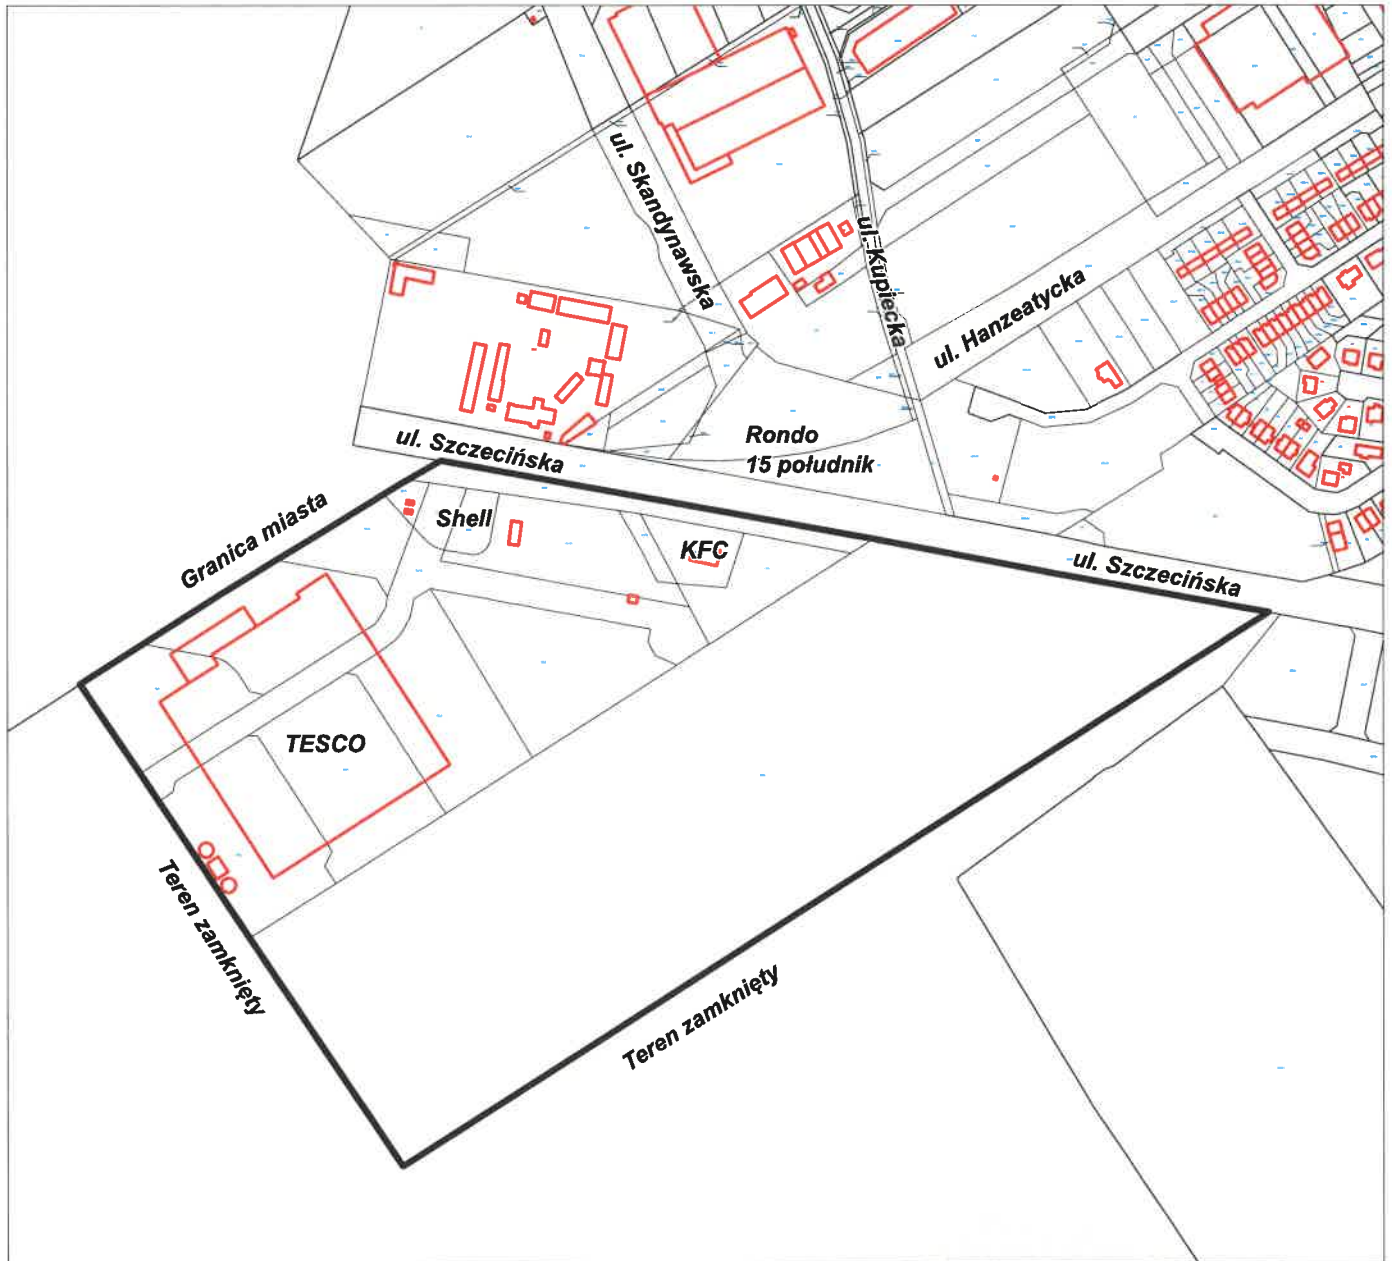 ul. Skandynawska
ul. Kupiecka
ul. Hanzeatycka
ul. Szczecińska
Rondo
15 południk
Granica miasta
Shell
KFC
ul. Szczecińska
TESCO
Teren zamknięty
Teren zamknięty